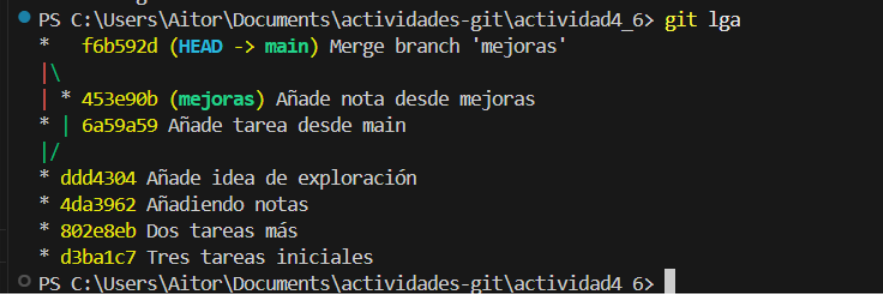 PS C:\Users\Aitor\Documents\actividades-git\actividad4_6> git lga
*   f6b592d (HEAD -> main) Merge branch 'mejoras'
|\
| * 453e90b (mejoras) Añade nota desde mejoras
* | 6a59a59 Añade tarea desde main
|/
* ddd4304 Añade idea de exploración
* 4da3962 Añadiendo notas
* 802e8eb Dos tareas más
* d3ba1c7 Tres tareas iniciales
PS C:\Users\Aitor\Documents\actividades-git\actividad4_6>